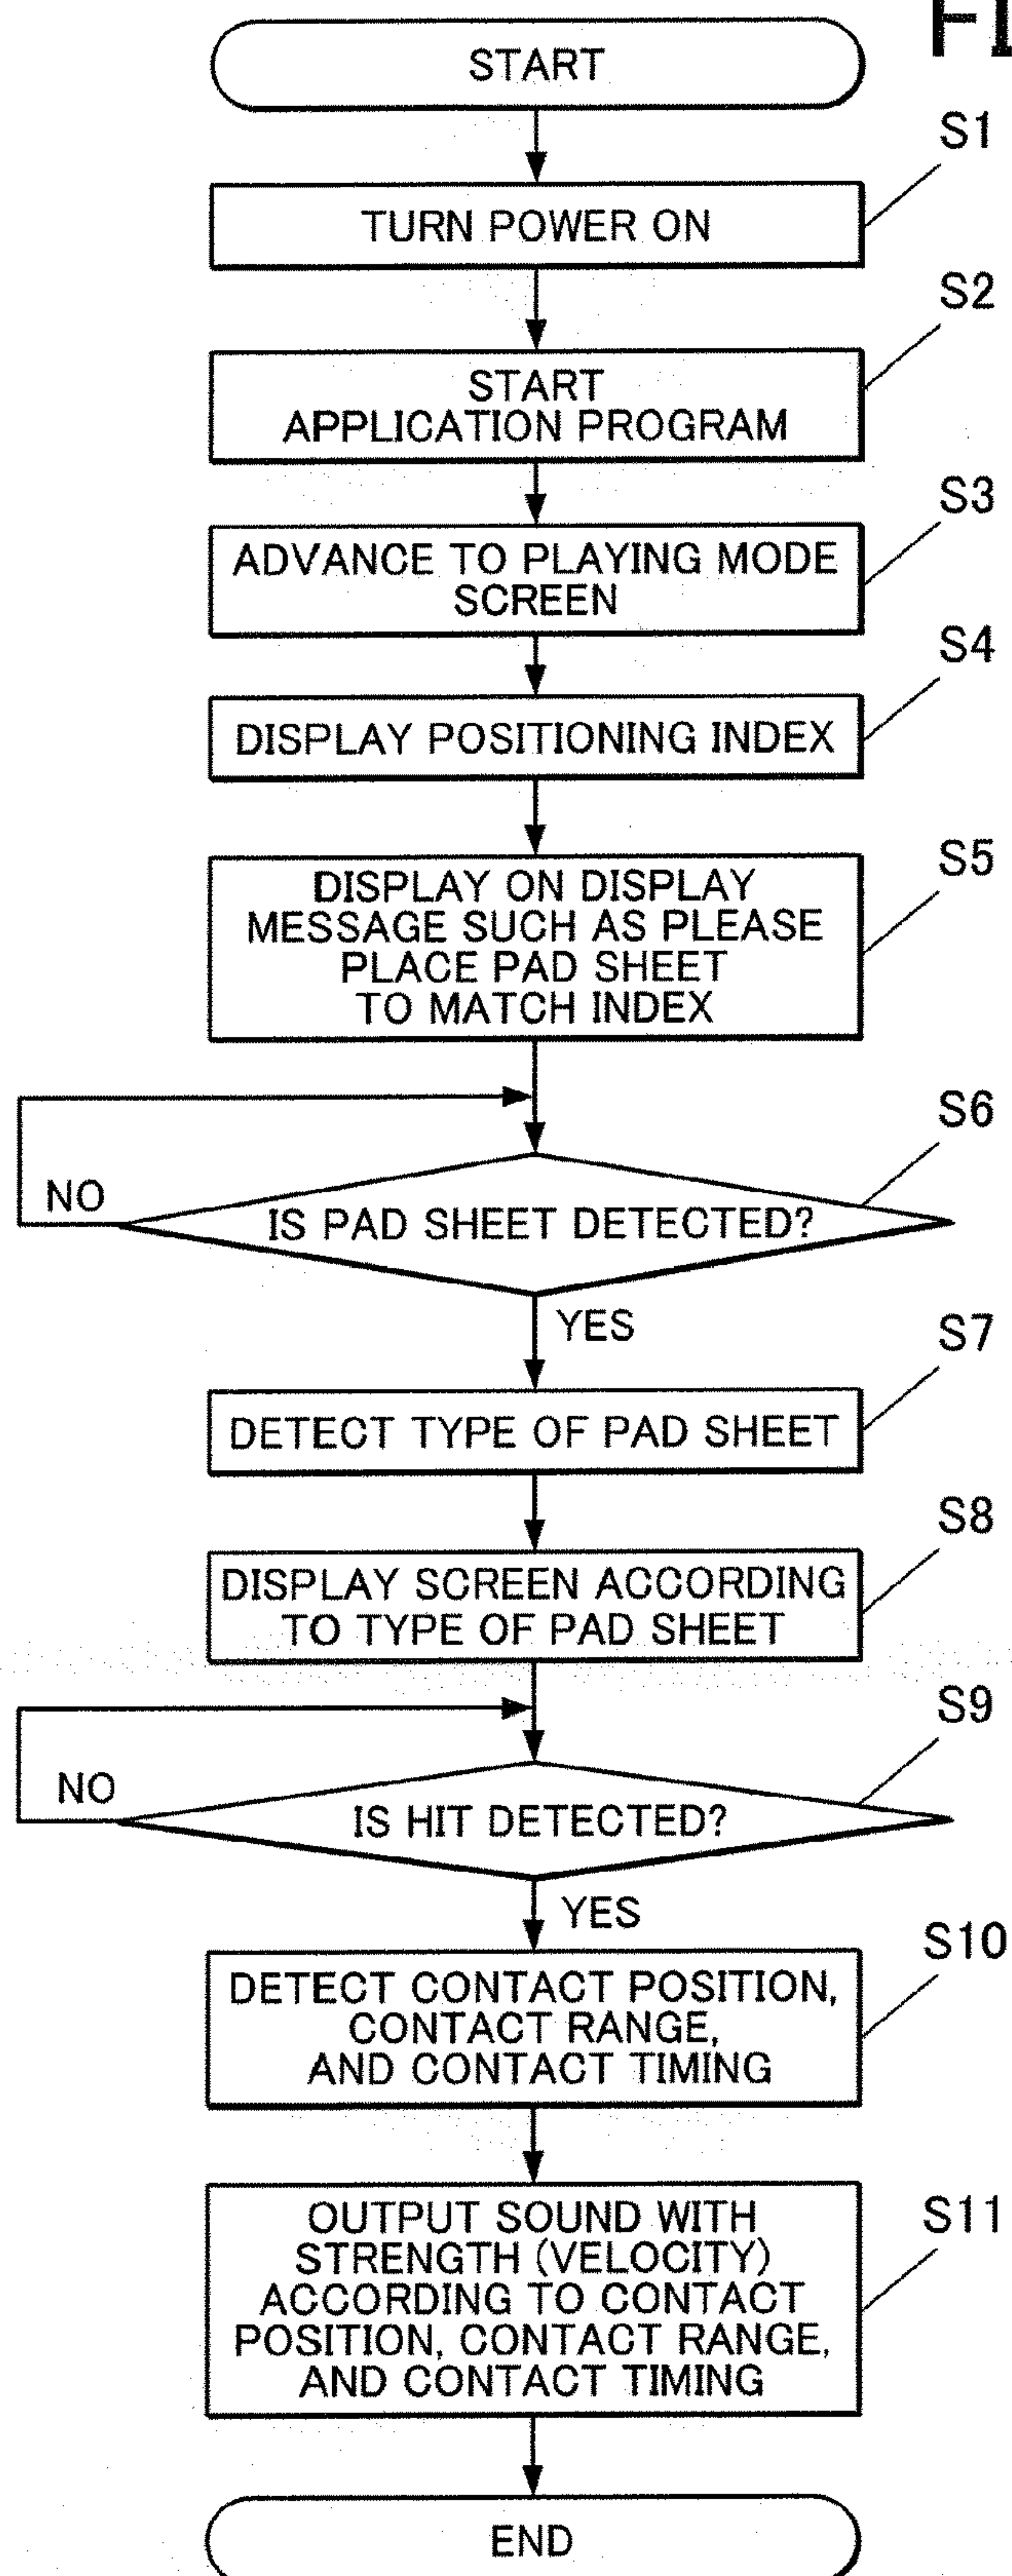 FI
START
S1
TURN POWER ON
S2
START
APPLICATION PROGRAM
S3
ADVANCE TO PLAYING MODE
SCREEN
S4
DISPLAY POSITIONING INDEX
S5
DISPLAY ON DISPLAY
MESSAGE SUCH AS PLEASE
PLACE PAD SHEET
TO MATCH INDEX
S6
NO
IS PAD SHEET DETECTED?
YES
S7
DETECT TYPE OF PAD SHEET
S8
DISPLAY SCREEN ACCORDING
TO TYPE OF PAD SHEET
S9
NO
IS HIT DETECTED?
YES
S10
DETECT CONTACT POSITION,
CONTACT RANGE,
AND CONTACT TIMING
S11
OUTPUT SOUND WITH
STRENGTH (VELOCITY)
ACCORDING TO CONTACT
POSITION, CONTACT RANGE,
AND CONTACT TIMING
END